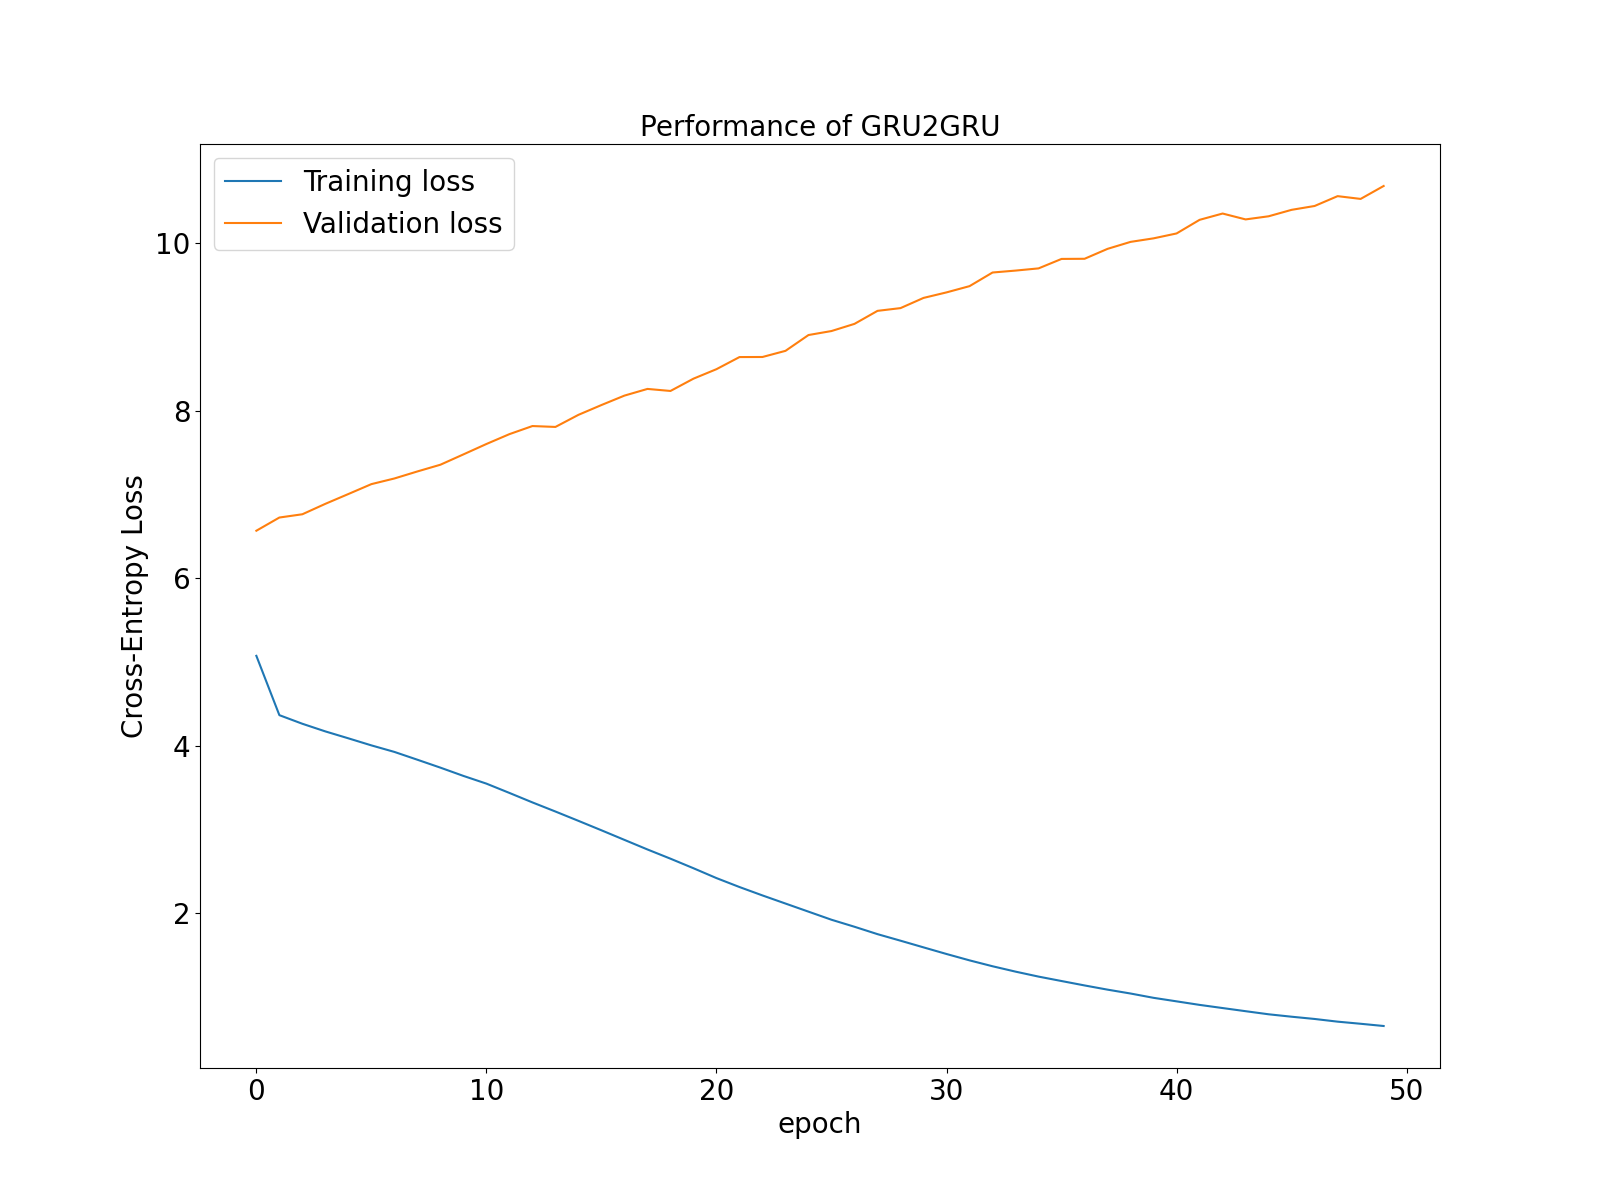 Performance of GRU2GRU
Training loss
Validation loss
10
8
6
4
2
Cross-Entropy Loss
0 10 20 30 40 50
epoch